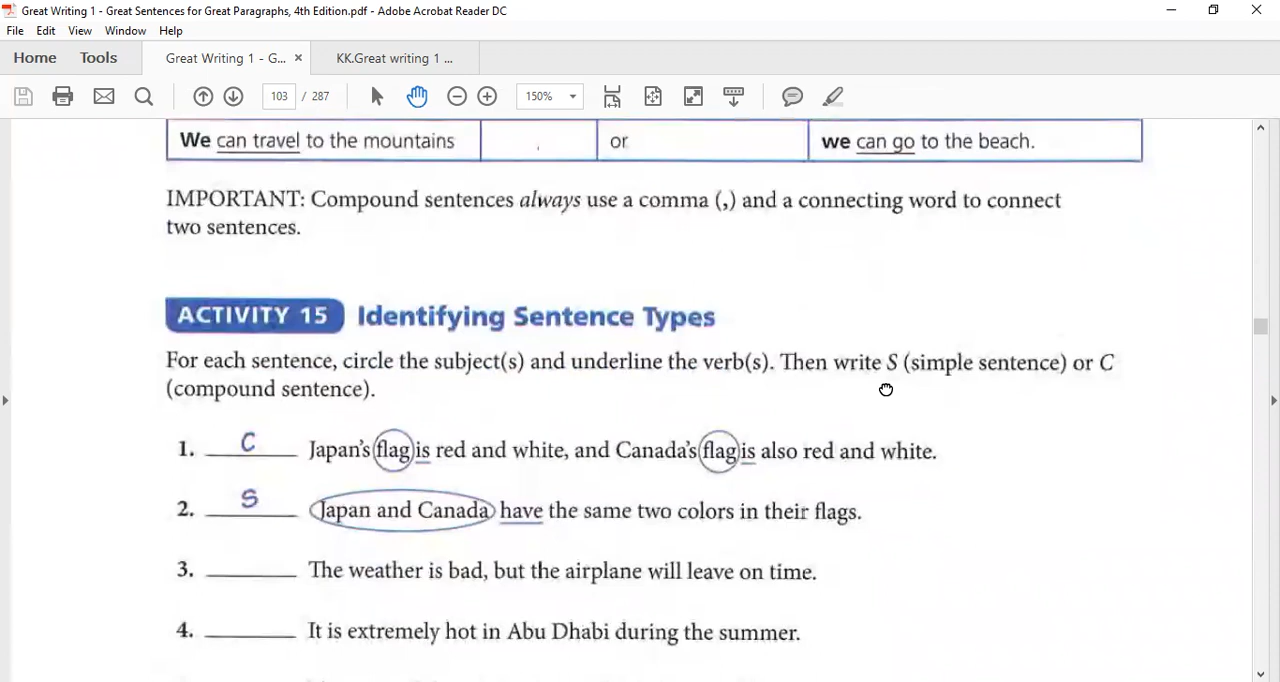 Great Writing 1 - Great Sentences for Great Paragraphs, 4th Edition.pdf - Adobe Acrobat Reader DC
File Edit View Window Help
Home Tools Great Writing 1 - G... × KK.Great writing 1 ...
103 / 287 150%
We can travel to the mountains , or we can go to the beach.
IMPORTANT: Compound sentences always use a comma (,) and a connecting word to connect
two sentences.
ACTIVITY 15 Identifying Sentence Types
For each sentence, circle the subject(s) and underline the verb(s). Then write S (simple sentence) or C
(compound sentence).
1. C Japan's flag is red and white, and Canada's flag is also red and white.
2. S Japan and Canada have the same two colors in their flags.
3. ______ The weather is bad, but the airplane will leave on time.
4. ______ It is extremely hot in Abu Dhabi during the summer.